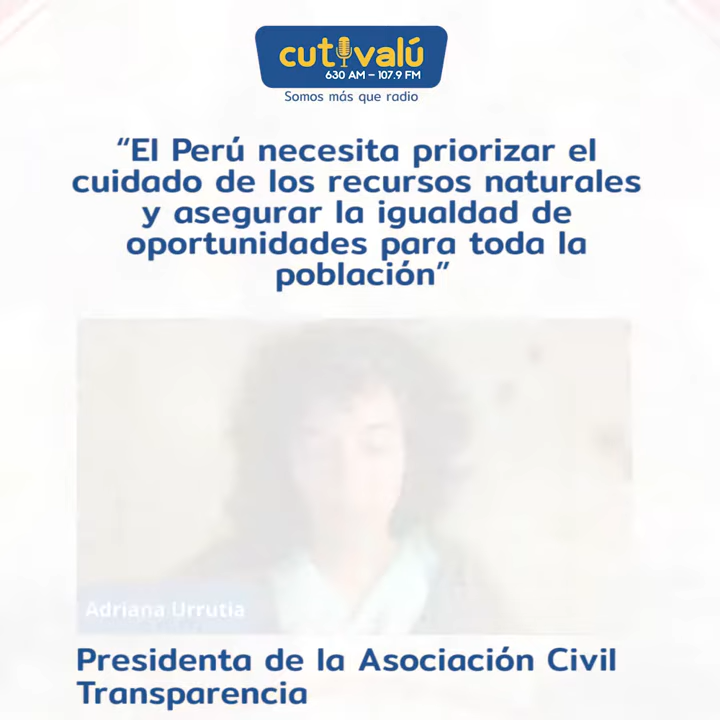 cutivalú
630 AM – 107.9 FM
Somos más que radio
“El Perú necesita priorizar el
cuidado de los recursos naturales
y asegurar la igualdad de
oportunidades para toda la
población”
Adriana Urrutia
Presidenta de la Asociación Civil
Transparencia